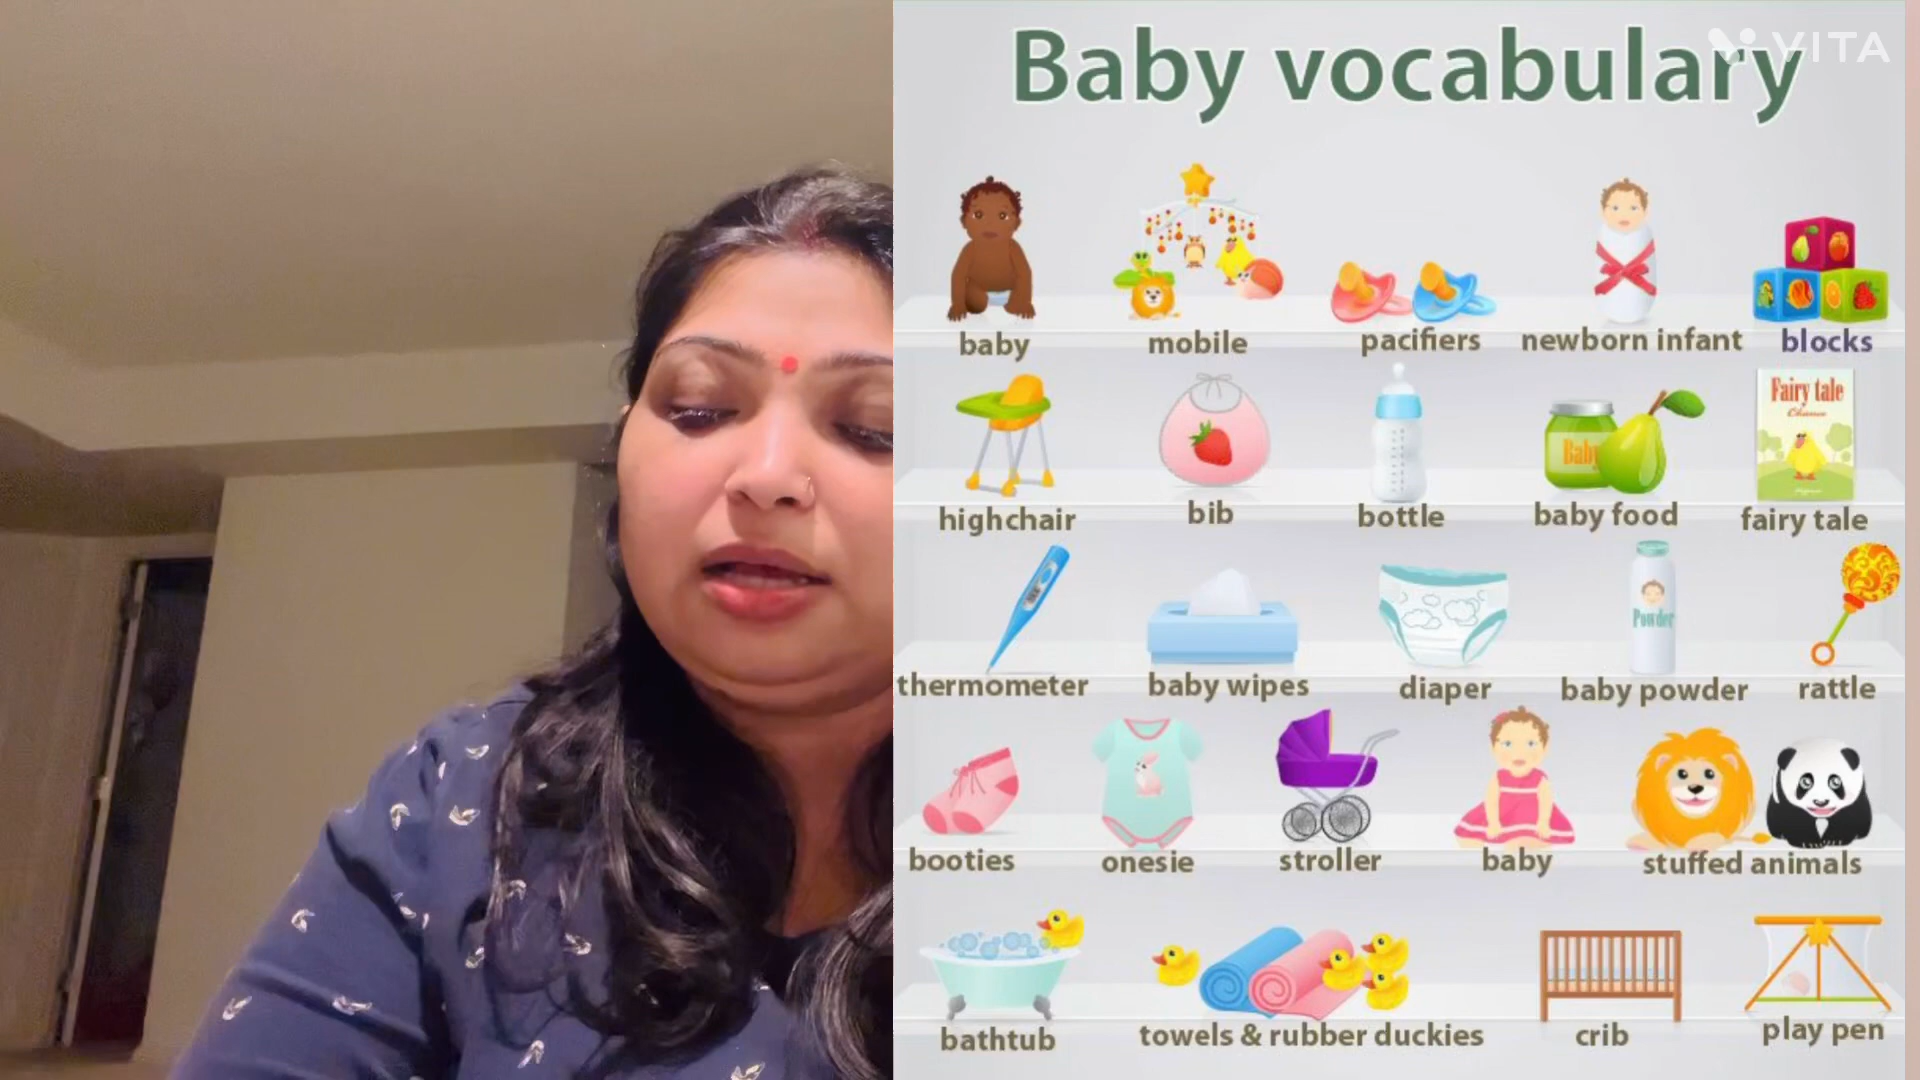 Baby vocabulary
VITA
baby mobile pacifiers newborn infant blocks
Fairy tale
Baby
highchair bib bottle baby food fairy tale
Powder
thermometer baby wipes diaper baby powder rattle
booties onesie stroller baby stuffed animals
bathtub towels & rubber duckies crib play pen